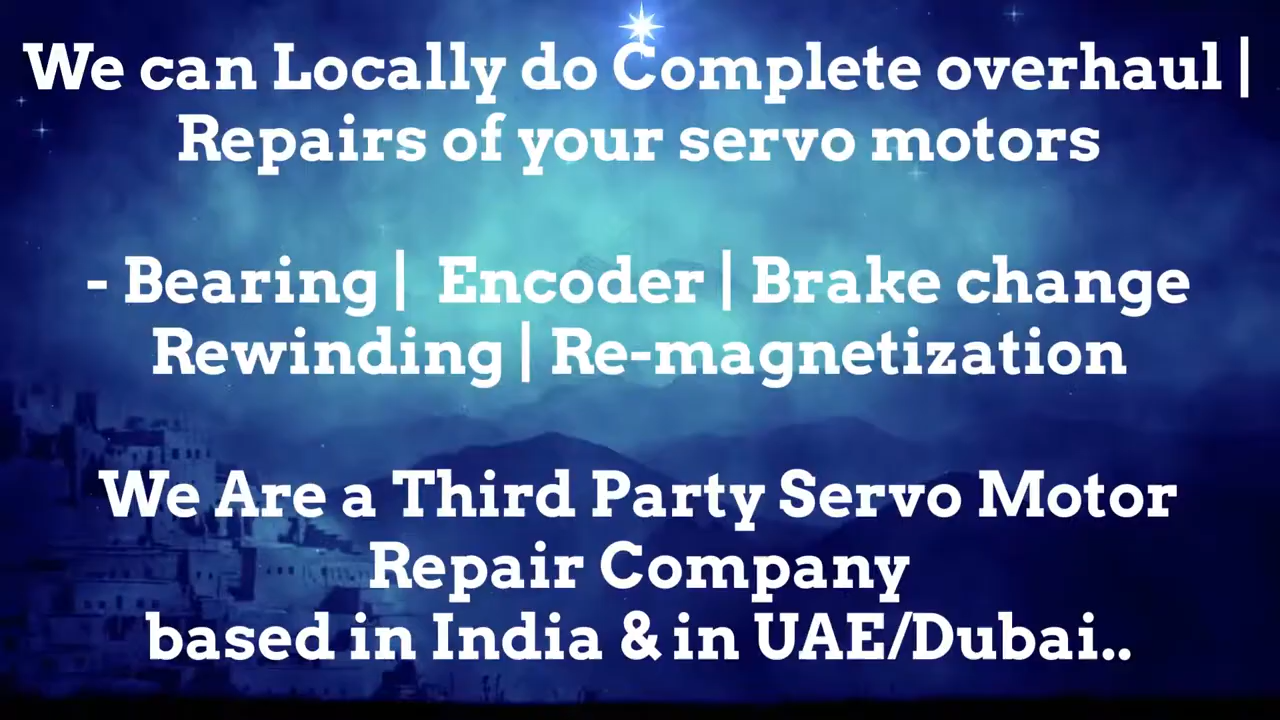 We can Locally do Complete overhaul |
Repairs of your servo motors
- Bearing | Encoder | Brake change
Rewinding | Re-magnetization
We Are a Third Party Servo Motor
Repair Company
based in India & in UAE/Dubai..